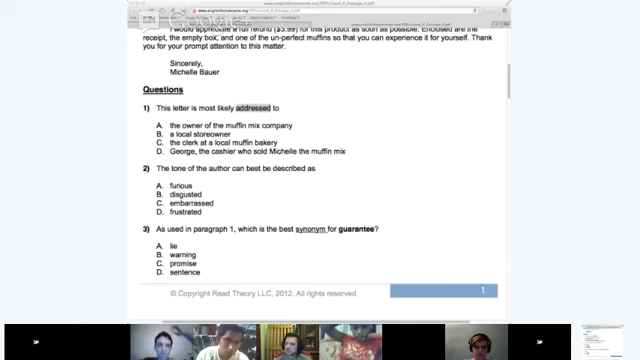 I would appreciate a full refund ($3.99) for this product as soon as possible. Enclosed are the
receipt, the empty box, and one of the un-perfect muffins so that you can experience it for yourself. Thank
you for your prompt attention to this matter.
Sincerely,
Michelle Bauer
Questions
1) This letter is most likely addressed to
A. the owner of the muffin mix company
B. a local storeowner
C. the clerk at a local muffin bakery
D. George, the cashier who sold Michelle the muffin mix
2) The tone of the author can best be described as
A. furious
B. disgusted
C. embarrassed
D. frustrated
3) As used in paragraph 1, which is the best synonym for guarantee?
A. lie
B. warning
C. promise
D. sentence
© Copyright Read Theory LLC, 2012. All rights reserved.
1